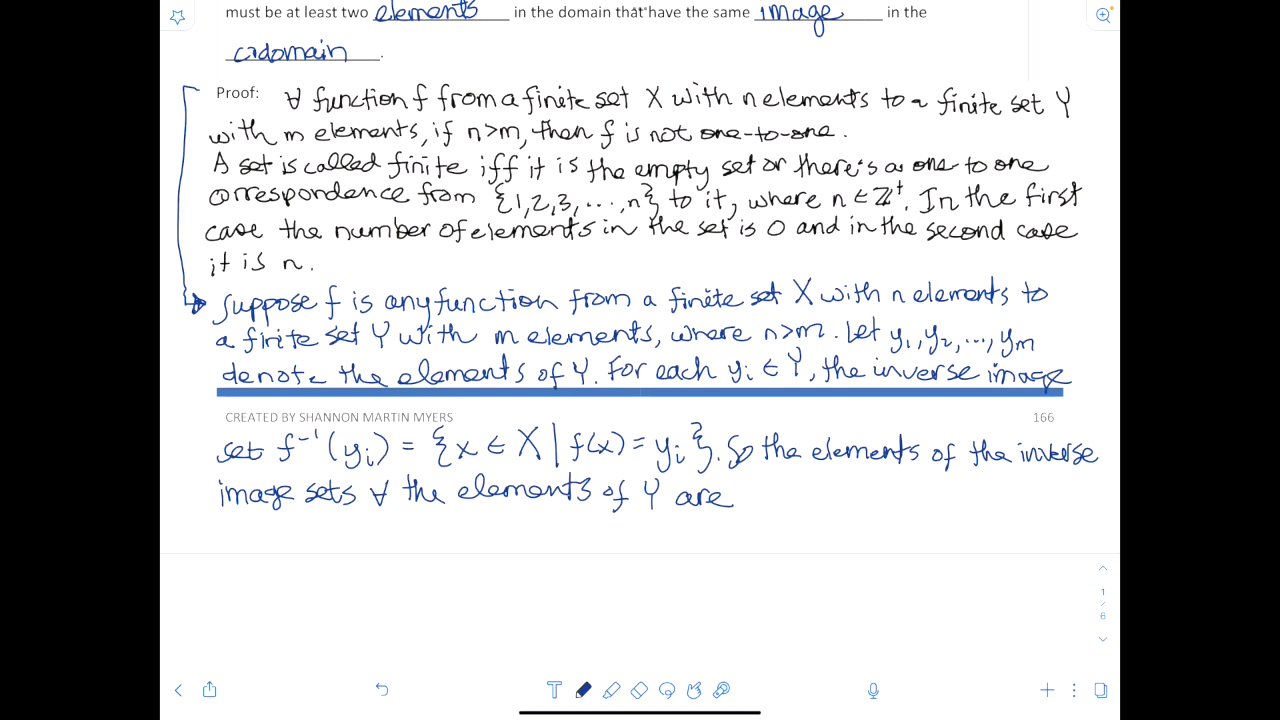 must be at least two elements in the domain that have the same image in the
codomain.
Proof: ∀ function f from a finite set X with n elements to a finite set Y
with m elements, if n>m, then f is not one-to-one.
A set is called finite iff it is the empty set or there's a one to one
correspondence from {1,2,3,...,n} to it, where n ∈ ℤ⁺. In the first
case the number of elements in the set is 0 and in the second case
it is n.
Suppose f is any function from a finite set X with n elements to
a finite set Y with m elements, where n>m. Let y₁, y₂, ..., yₘ
denote the elements of Y. For each yᵢ ∈ Y, the inverse image
CREATED BY SHANNON MARTIN MYERS 166
set f⁻¹(yᵢ) = {x ∈ X | f(x) = yᵢ}. So the elements of the inverse
image sets ∀ the elements of Y are
1
/
6
T